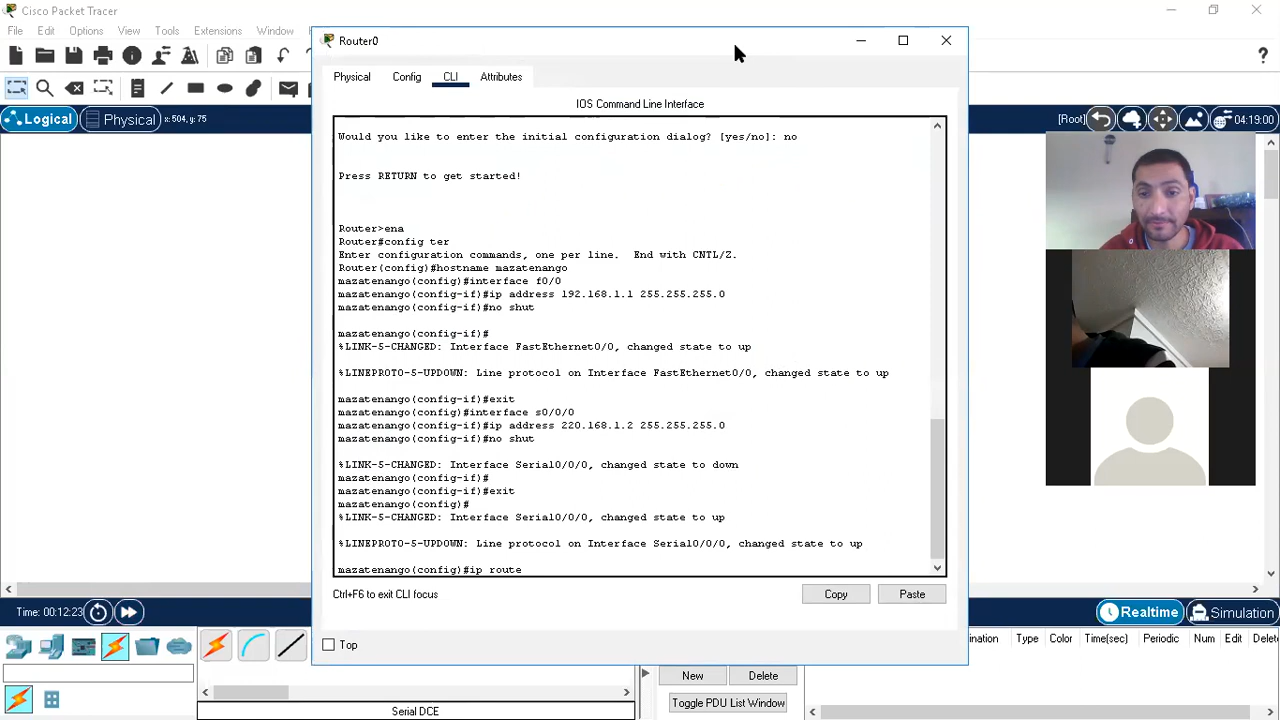 Cisco Packet Tracer
File Edit Options View Tools Extensions Window
Router0
Physical Config CLI Attributes
IOS Command Line Interface
Logical Physical x: 504, y: 75
[Root] 04:19:00
Would you like to enter the initial configuration dialog? [yes/no]: no
Press RETURN to get started!
Router>ena
Router#config ter
Enter configuration commands, one per line. End with CNTL/Z.
Router(config)#hostname mazatenango
mazatenango(config)#interface f0/0
mazatenango(config-if)#ip address 192.168.1.1 255.255.255.0
mazatenango(config-if)#no shut
mazatenango(config-if)#
%LINK-5-CHANGED: Interface FastEthernet0/0, changed state to up
%LINEPROTO-5-UPDOWN: Line protocol on Interface FastEthernet0/0, changed state to up
mazatenango(config-if)#exit
mazatenango(config)#interface s0/0/0
mazatenango(config-if)#ip address 220.168.1.2 255.255.255.0
mazatenango(config-if)#no shut
%LINK-5-CHANGED: Interface Serial0/0/0, changed state to down
mazatenango(config-if)#
mazatenango(config-if)#exit
mazatenango(config)#
%LINK-5-CHANGED: Interface Serial0/0/0, changed state to up
%LINEPROTO-5-UPDOWN: Line protocol on Interface Serial0/0/0, changed state to up
mazatenango(config)#ip route
Ctrl+F6 to exit CLI focus
Copy Paste
Time: 00:12:23
Realtime Simulation
Top
ination Type Color Time(sec) Periodic Num Edit Delet
New Delete
Toggle PDU List Window
Serial DCE